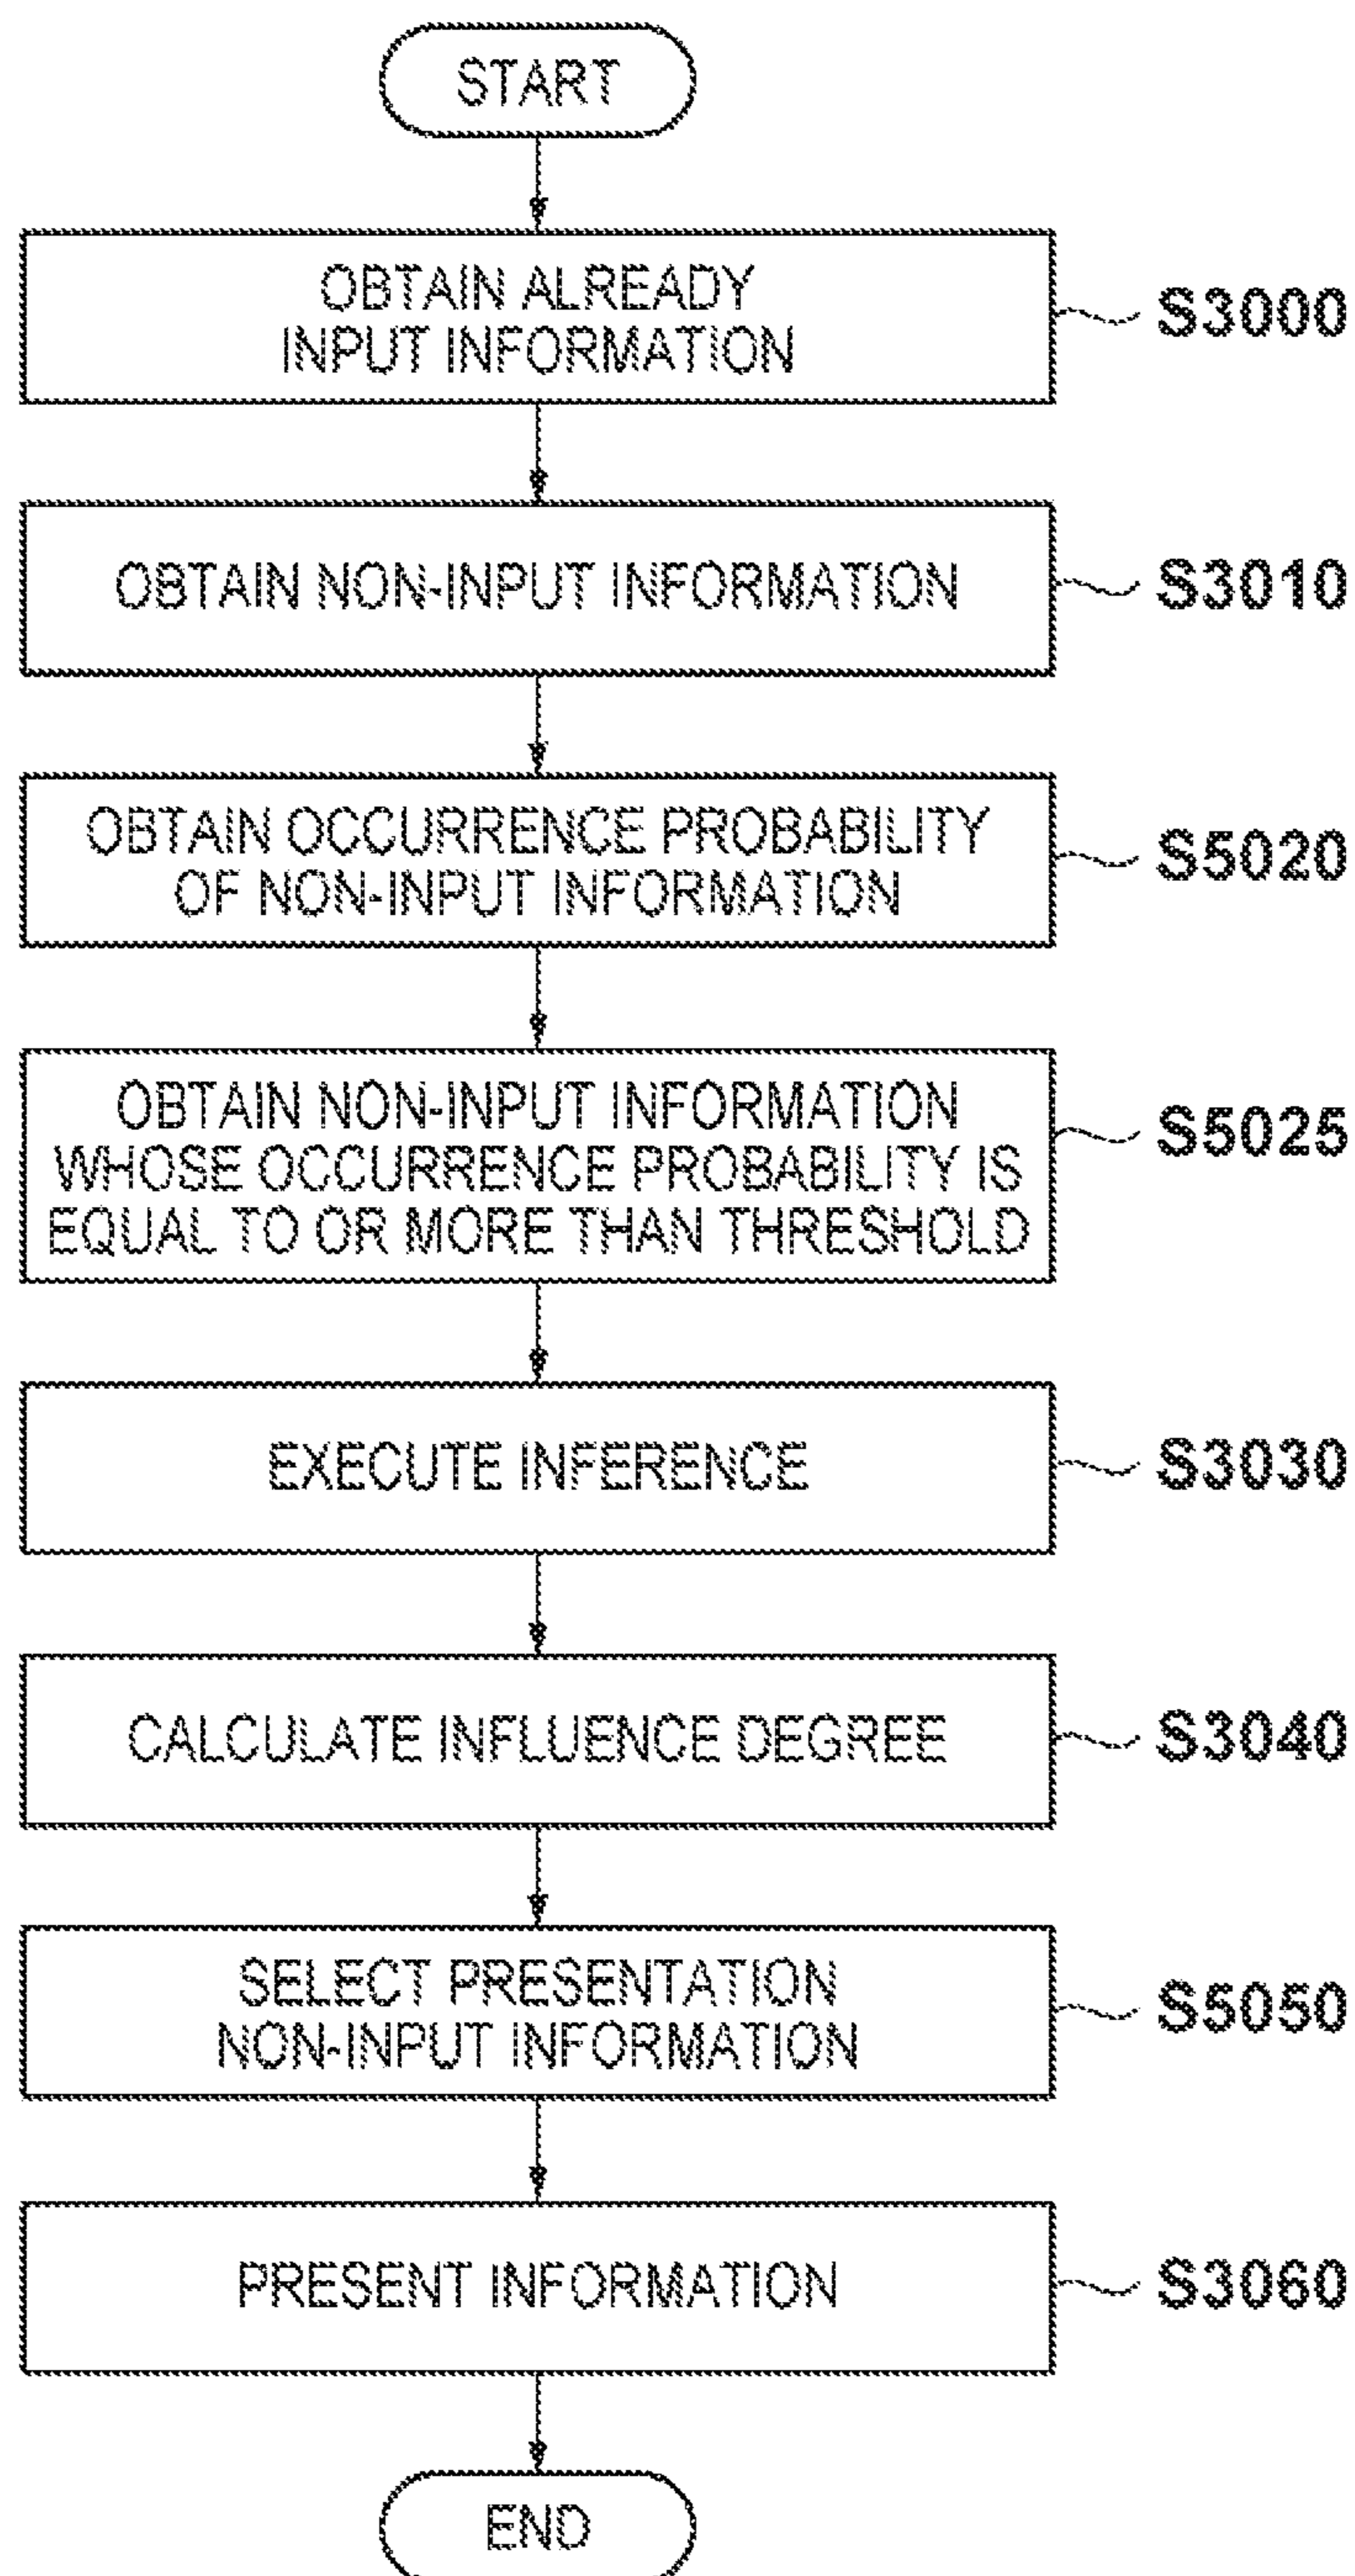 START
OBTAIN ALREADY
INPUT INFORMATION
S3000
OBTAIN NON-INPUT INFORMATION
S3010
OBTAIN OCCURRENCE PROBABILITY
OF NON-INPUT INFORMATION
S5020
OBTAIN NON-INPUT INFORMATION
WHOSE OCCURRENCE PROBABILITY IS
EQUAL TO OR MORE THAN THRESHOLD
S5025
EXECUTE INFERENCE
S3030
CALCULATE INFLUENCE DEGREE
S3040
SELECT PRESENTATION
NON-INPUT INFORMATION
S5050
PRESENT INFORMATION
S3060
END